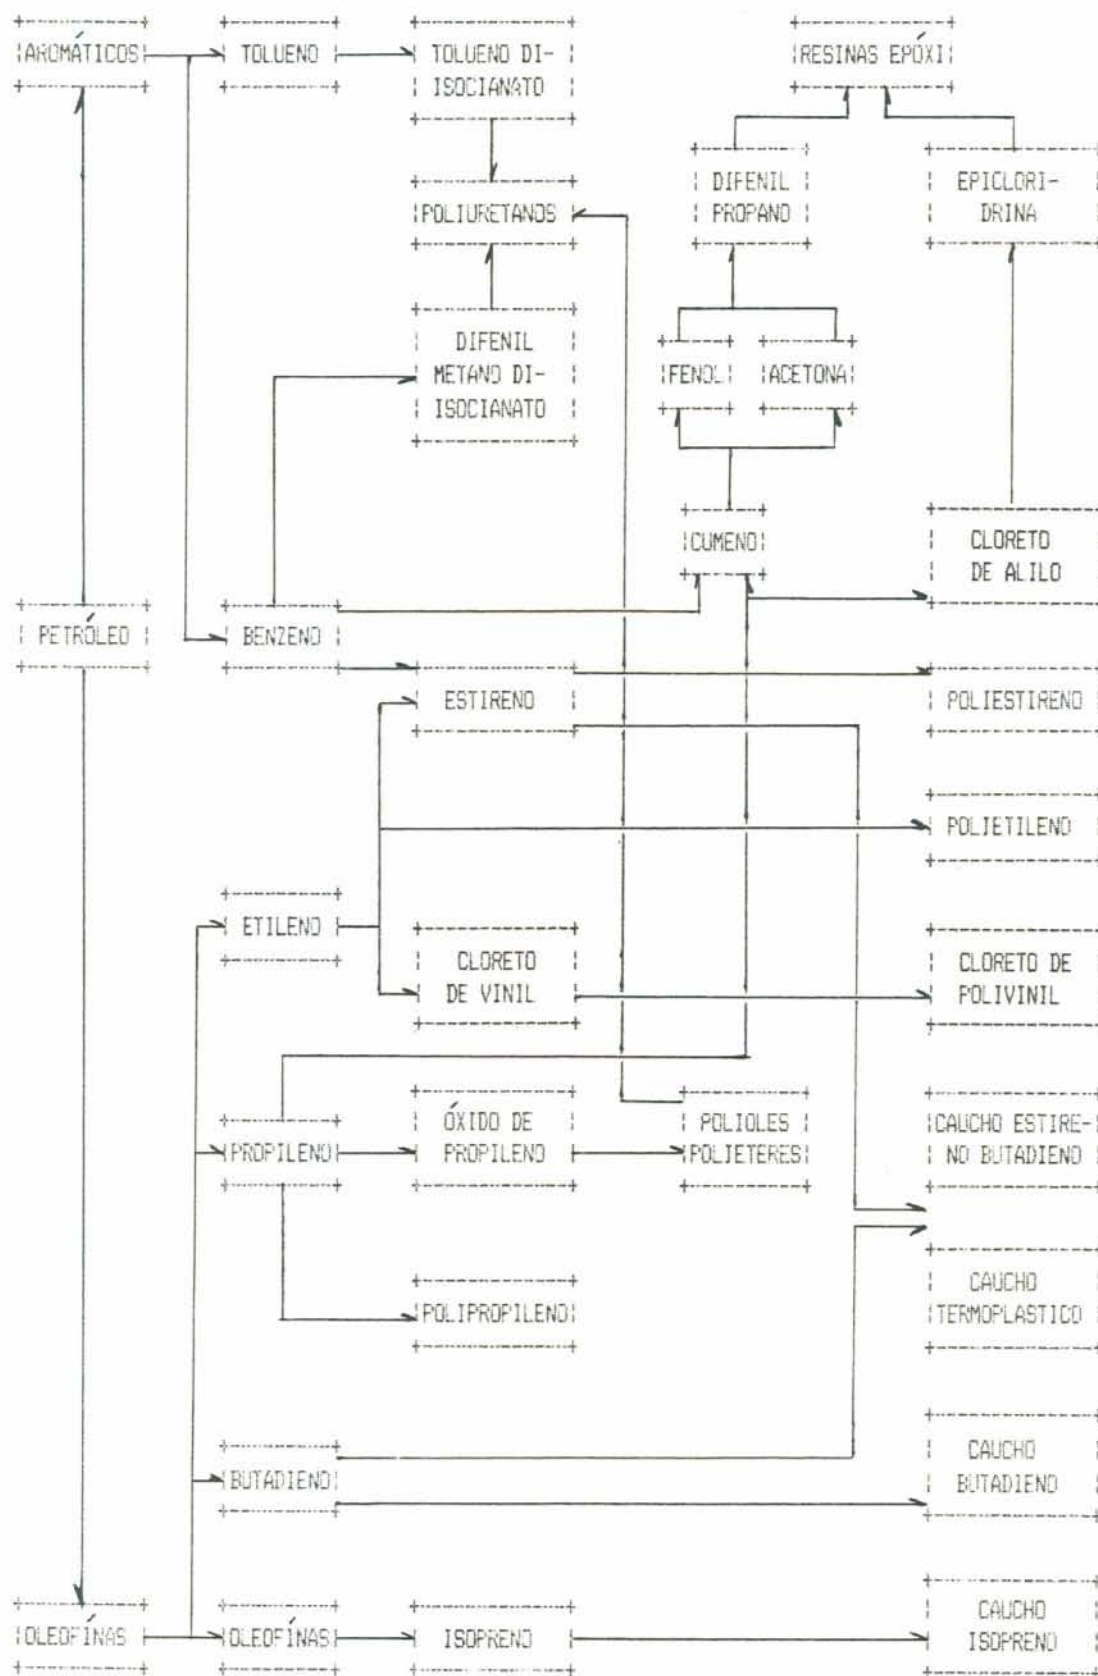 AROMÁTICOS
TOLUENO
TOLUENO DI-
ISOCIANATO
RESINAS EPÓXI
POLIURETANOS
DIFENIL
PROPANO
EPICLORI-
DRINA
DIFENIL
METANO DI-
ISOCIANATO
FENOL
ACETONA
CUMENO
CLORETO
DE ALILO
PETRÓLEO
BENZENO
ESTIRENO
POLIESTIRENO
POLIETILENO
ETILENO
CLORETO
DE VINIL
CLORETO DE
POLIVINIL
PROPILENO
ÓXIDO DE
PROPILENO
POLIOLES
POLIETERES
CAUCHO ESTIRE-
NO BUTADIENO
POLIPROPILENO
CAUCHO
TERMOPLASTICO
BUTADIENO
CAUCHO
BUTADIENO
OLEOFÍNAS
OLEOFÍNAS
ISOPRENO
CAUCHO
ISOPRENO